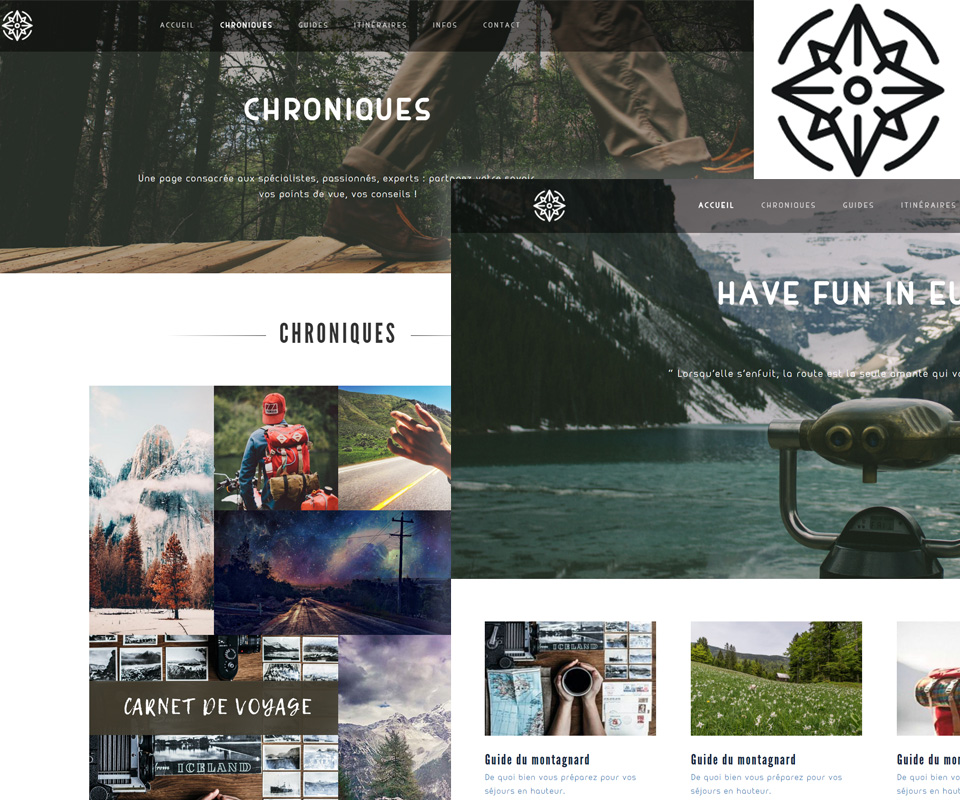 ACCUEIL CHRONIQUES GUIDES ITINÉRAIRES INFOS CONTACT
CHRONIQUES
Une page consacrée aux spécialistes, passionnés, experts : partagez votre savoir,
vos points de vue, vos conseils !
CHRONIQUES
CARNET DE VOYAGE
ICELAND
ACCUEIL CHRONIQUES GUIDES ITINÉRAIRES
HAVE FUN IN EU
“ Lorsqu'elle s'enfuit, la route est la seule amante qui
ICELAND
Guide du montagnard
De quoi bien vous préparez pour vos
séjours en hauteur.
Guide du montagnard
De quoi bien vous préparez pour vos
séjours en hauteur.
Guide du mon
De quoi bien vo
séjours en haut